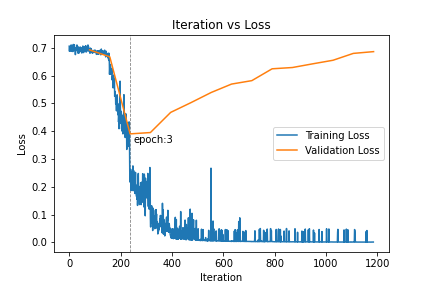 Iteration vs Loss
0.7
0.6
0.5
0.4
0.3
0.2
0.1
0.0
Loss
epoch:3
Training Loss
Validation Loss
0 200 400 600 800 1000 1200
Iteration